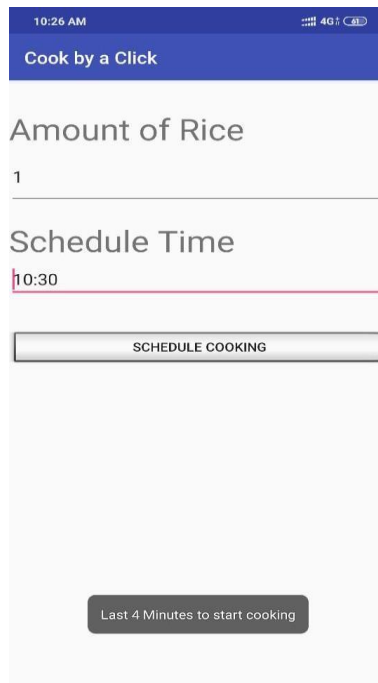 10:26 AM 4G 61
Cook by a Click
Amount of Rice
1
Schedule Time
10:30
SCHEDULE COOKING
Last 4 Minutes to start cooking